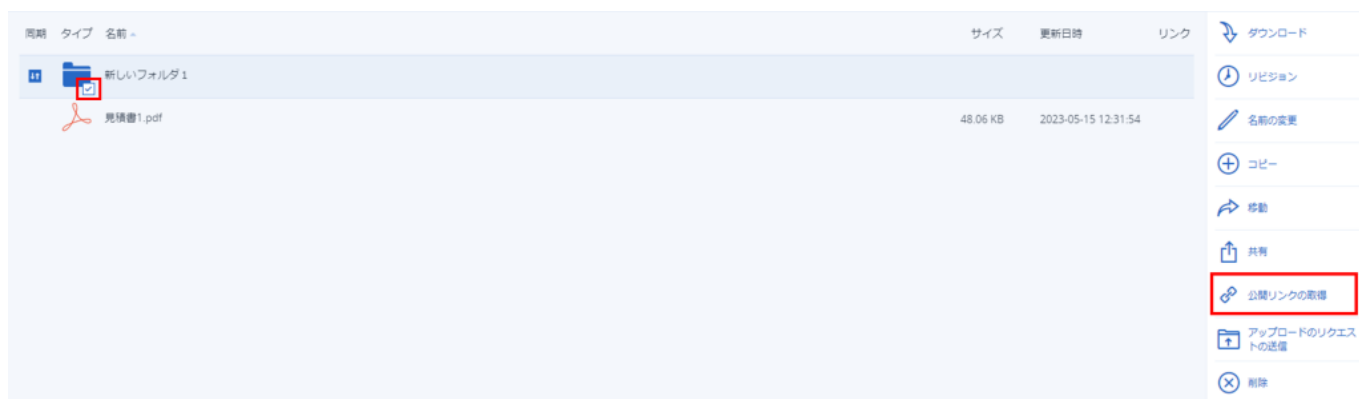 同期 タイプ 名前 サイズ 更新日時 リンク
新しいフォルダ1
見積書1.pdf 48.06 KB 2023-05-15 12:31:54
ダウンロード
リビジョン
名前の変更
コピー
移動
共有
公開リンクの取得
アップロードのリクエス
トの送信
削除